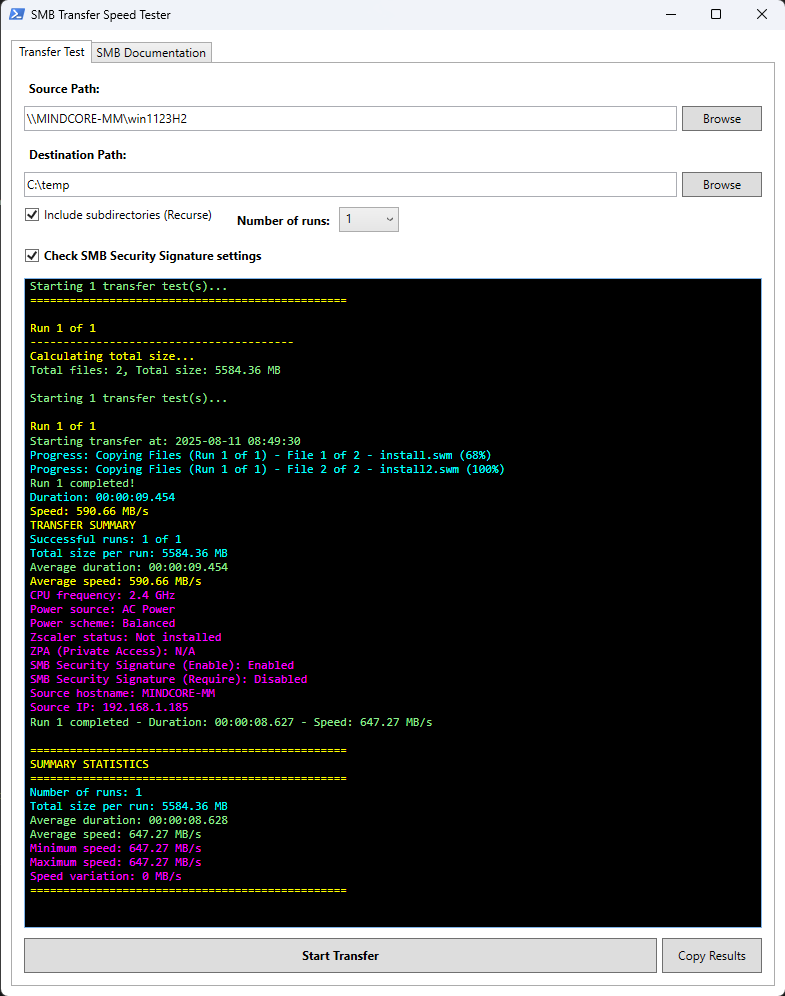 SMB Transfer Speed Tester
Transfer Test SMB Documentation
Source Path:
\\MINDCORE-MM\win1123H2 Browse
Destination Path:
C:\temp Browse
Include subdirectories (Recurse) Number of runs: 1
Check SMB Security Signature settings
Starting 1 transfer test(s)...
================================================
Run 1 of 1
----------------------------------------
Calculating total size...
Total files: 2, Total size: 5584.36 MB
Starting 1 transfer test(s)...
Run 1 of 1
Starting transfer at: 2025-08-11 08:49:30
Progress: Copying Files (Run 1 of 1) - File 1 of 2 - install.swm (68%)
Progress: Copying Files (Run 1 of 1) - File 2 of 2 - install2.swm (100%)
Run 1 completed!
Duration: 00:00:09.454
Speed: 590.66 MB/s
TRANSFER SUMMARY
Successful runs: 1 of 1
Total size per run: 5584.36 MB
Average duration: 00:00:09.454
Average speed: 590.66 MB/s
CPU frequency: 2.4 GHz
Power source: AC Power
Power scheme: Balanced
Zscaler status: Not installed
ZPA (Private Access): N/A
SMB Security Signature (Enable): Enabled
SMB Security Signature (Require): Disabled
Source hostname: MINDCORE-MM
Source IP: 192.168.1.185
Run 1 completed - Duration: 00:00:08.627 - Speed: 647.27 MB/s
================================================
SUMMARY STATISTICS
================================================
Number of runs: 1
Total size per run: 5584.36 MB
Average duration: 00:00:08.628
Average speed: 647.27 MB/s
Minimum speed: 647.27 MB/s
Maximum speed: 647.27 MB/s
Speed variation: 0 MB/s
================================================
Start Transfer Copy Results